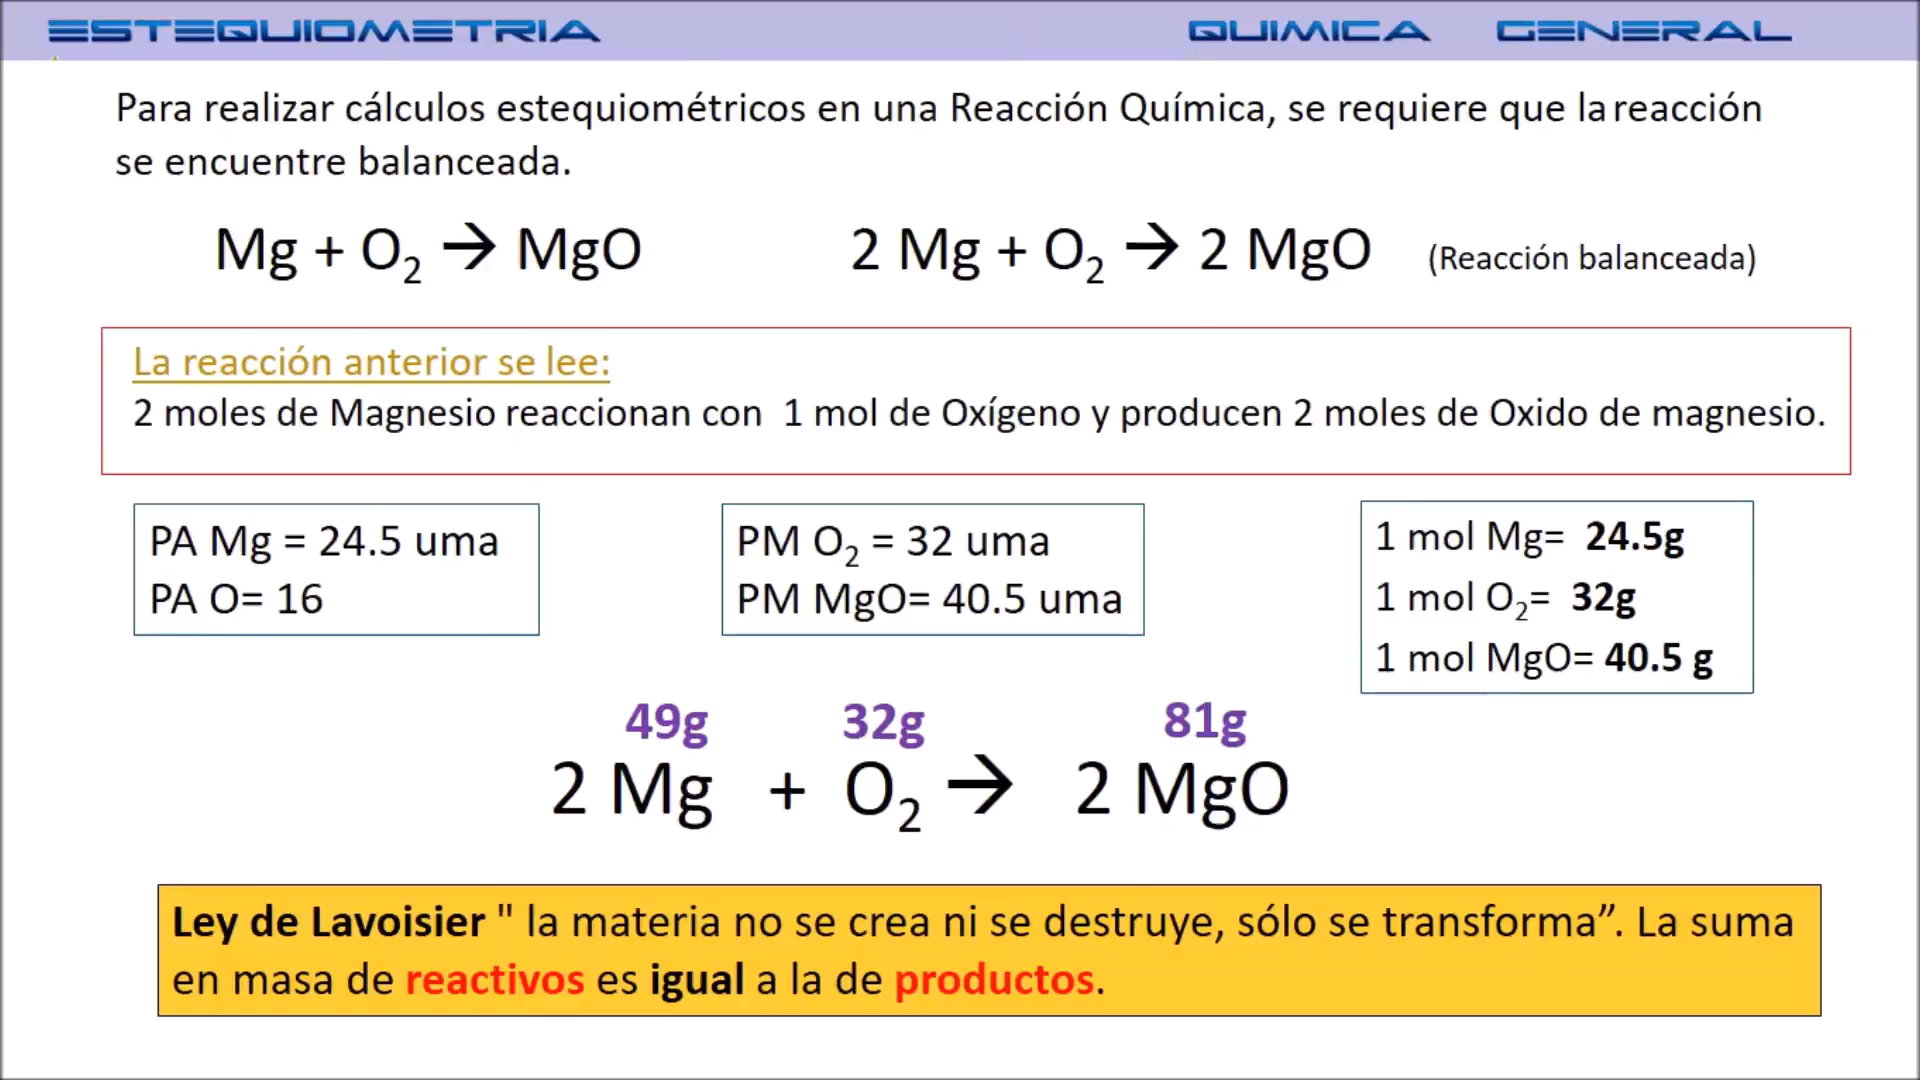 ESTEQUIOMETRIA QUIMICA GENERAL
Para realizar cálculos estequiométricos en una Reacción Química, se requiere que la reacción
se encuentre balanceada.
Mg + O₂ → MgO 2 Mg + O₂ → 2 MgO (Reacción balanceada)
La reacción anterior se lee:
2 moles de Magnesio reaccionan con 1 mol de Oxígeno y producen 2 moles de Oxido de magnesio.
PA Mg = 24.5 uma
PA O= 16
PM O₂ = 32 uma
PM MgO= 40.5 uma
1 mol Mg= 24.5g
1 mol O₂= 32g
1 mol MgO= 40.5 g
49g 32g 81g
2 Mg + O₂ → 2 MgO
Ley de Lavoisier " la materia no se crea ni se destruye, sólo se transforma”. La suma
en masa de reactivos es igual a la de productos.